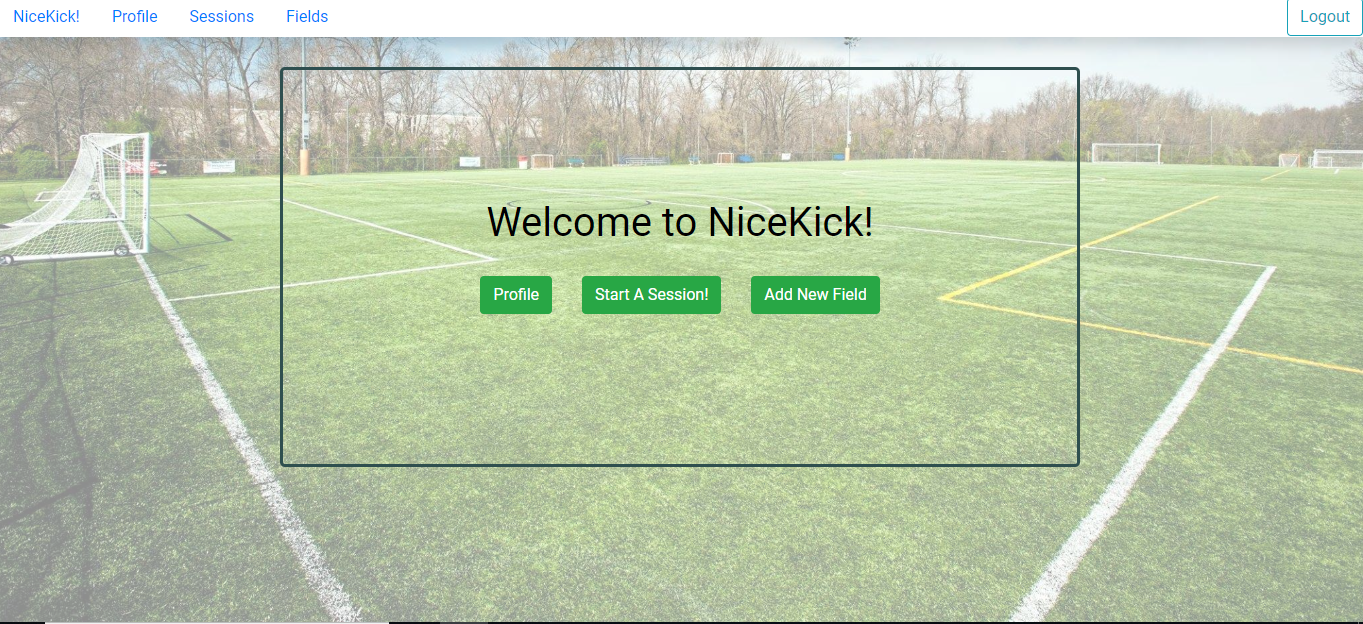 NiceKick! Profile Sessions Fields Logout
Welcome to NiceKick!
Profile Start A Session! Add New Field